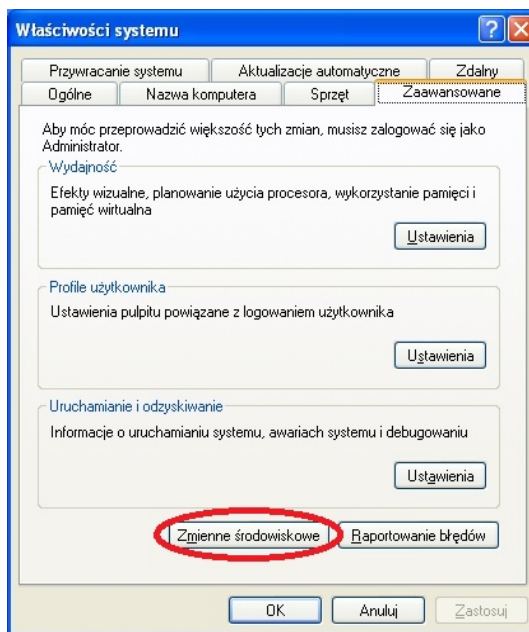 Właściwości systemu
Przywracanie systemu Aktualizacje automatyczne Zdalny
Ogólne Nazwa komputera Sprzęt Zaawansowane
Aby móc przeprowadzić większość tych zmian, musisz zalogować się jako
Administrator.
Wydajność
Efekty wizualne, planowanie użycia procesora, wykorzystanie pamięci i
pamięć wirtualna
Ustawienia
Profile użytkownika
Ustawienia pulpitu powiązane z logowaniem użytkownika
Ustawienia
Uruchamianie i odzyskiwanie
Informacje o uruchamianiu systemu, awariach systemu i debugowaniu
Ustawienia
Zmienne środowiskowe Raportowanie błędów
OK Anuluj Zastosuj